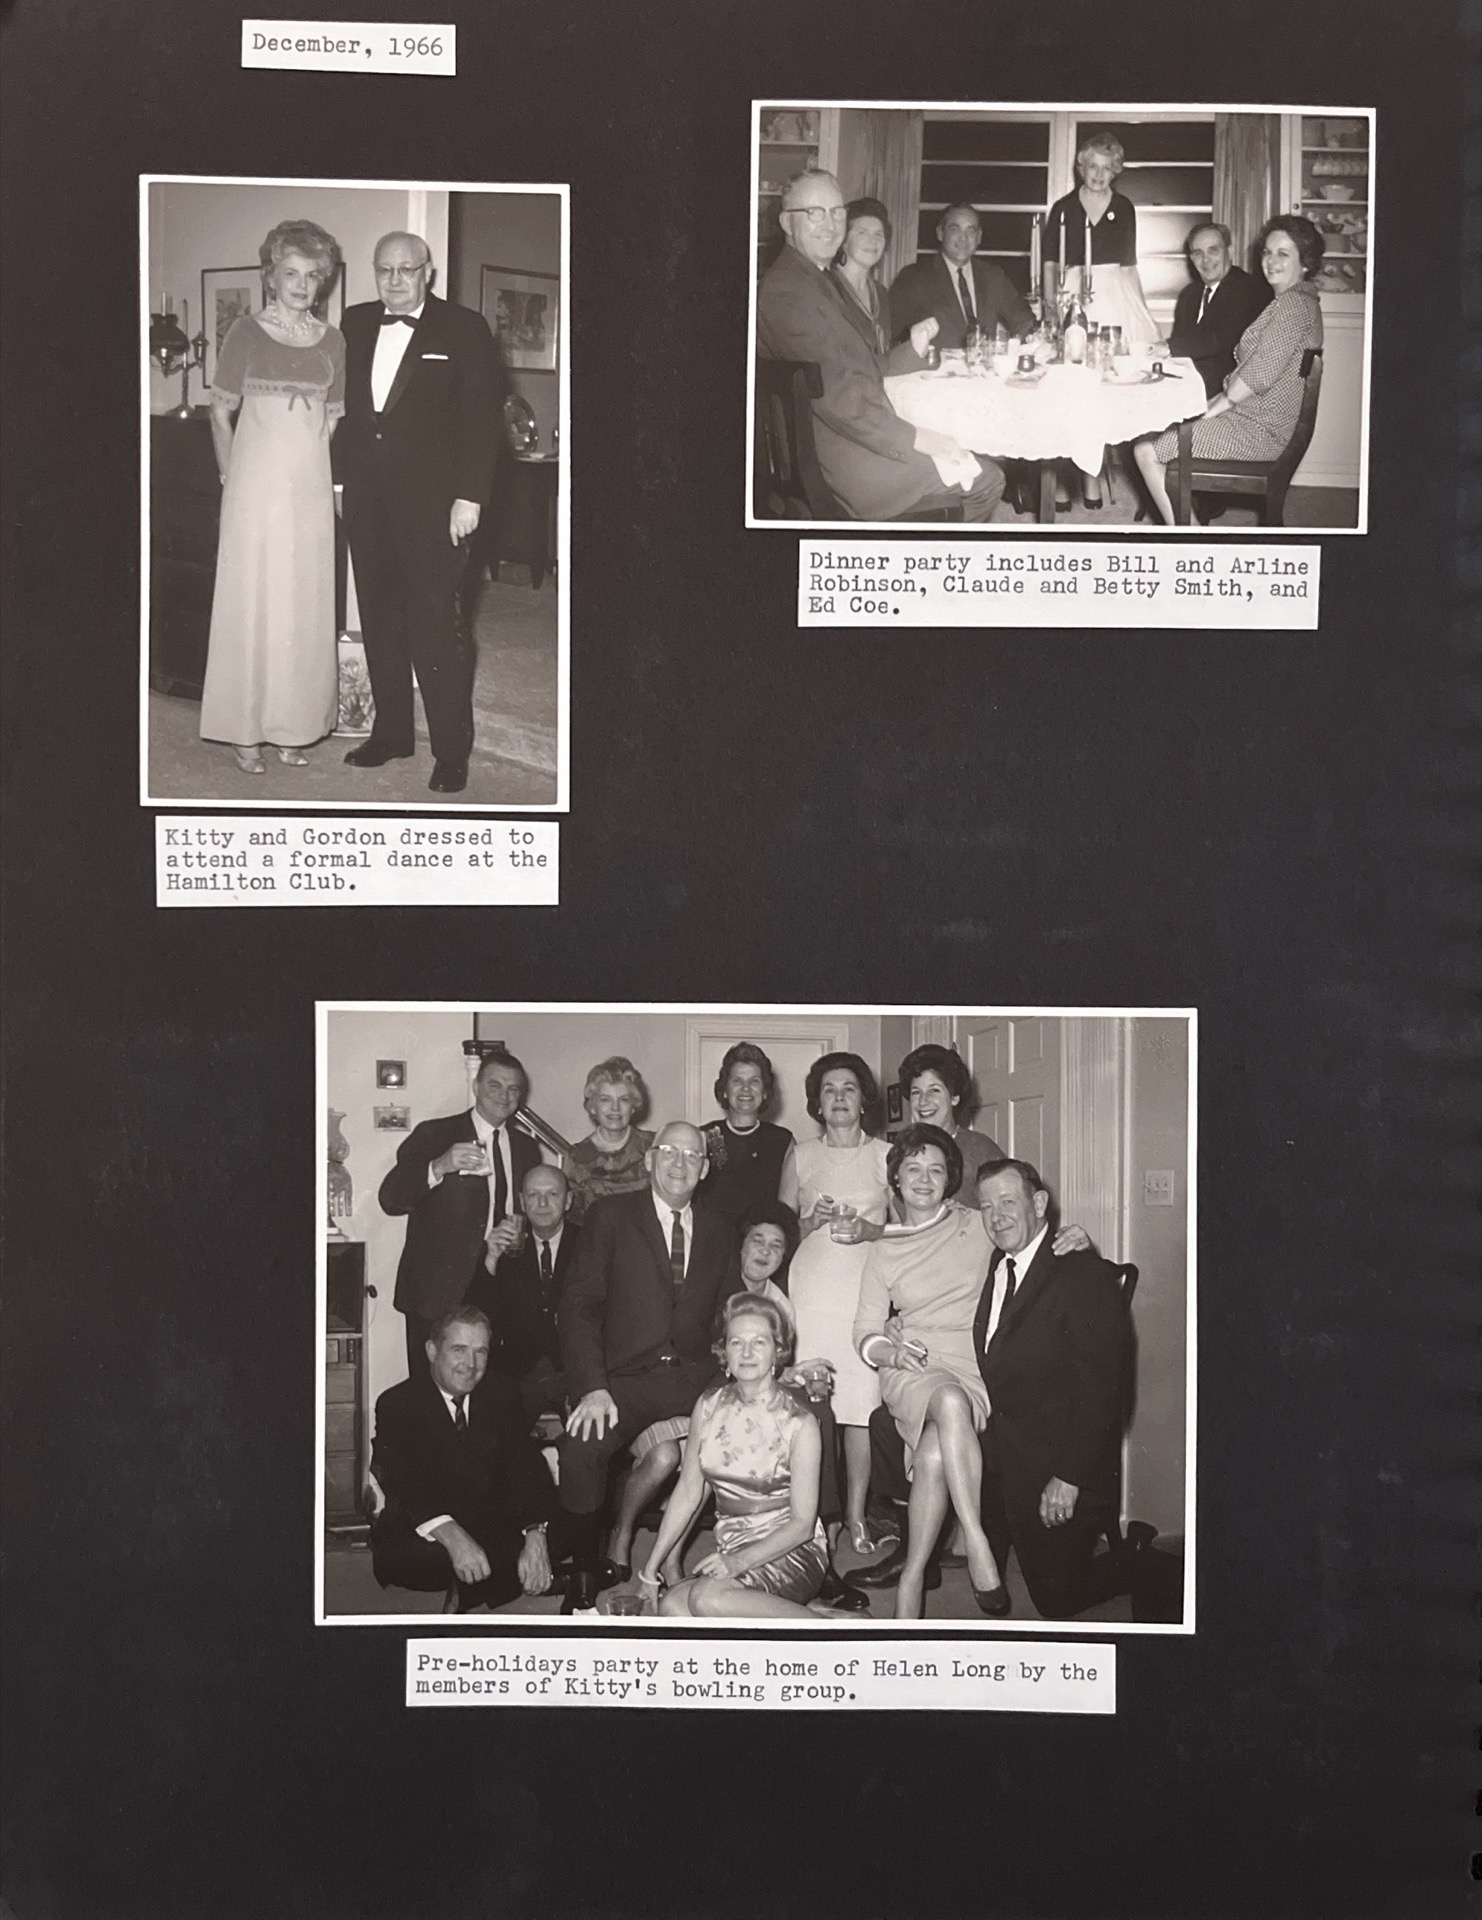 December, 1966
Dinner party includes Bill and Arline
Robinson, Claude and Betty Smith, and
Ed Coe.
Kitty and Gordon dressed to
attend a formal dance at the
Hamilton Club.
Pre-holidays party at the home of Helen Long by the
members of Kitty's bowling group.